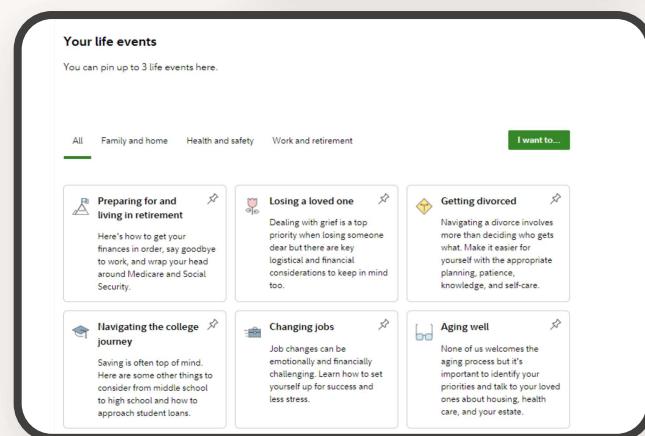 Your life events
You can pin up to 3 life events here.
All Family and home Health and safety Work and retirement I want to...
Preparing for and
living in retirement
Here's how to get your
finances in order, say goodbye
to work, and wrap your head
around Medicare and Social
Security.
Losing a loved one
Dealing with grief is a top
priority when losing someone
dear but there are key
logistical and financial
considerations to keep in mind
too.
Getting divorced
Navigating a divorce involves
more than deciding who gets
what. Make it easier for
yourself with the appropriate
planning, patience,
knowledge, and self-care.
Navigating the college
journey
Saving is often top of mind.
Here are some other things to
consider from middle school
to high school and how to
approach student loans.
Changing jobs
Job changes can be
emotionally and financially
challenging. Learn how to set
yourself up for success and
less stress.
Aging well
None of us welcomes the
aging process but it's
important to identify your
priorities and talk to your loved
ones about housing, health
care, and your estate.